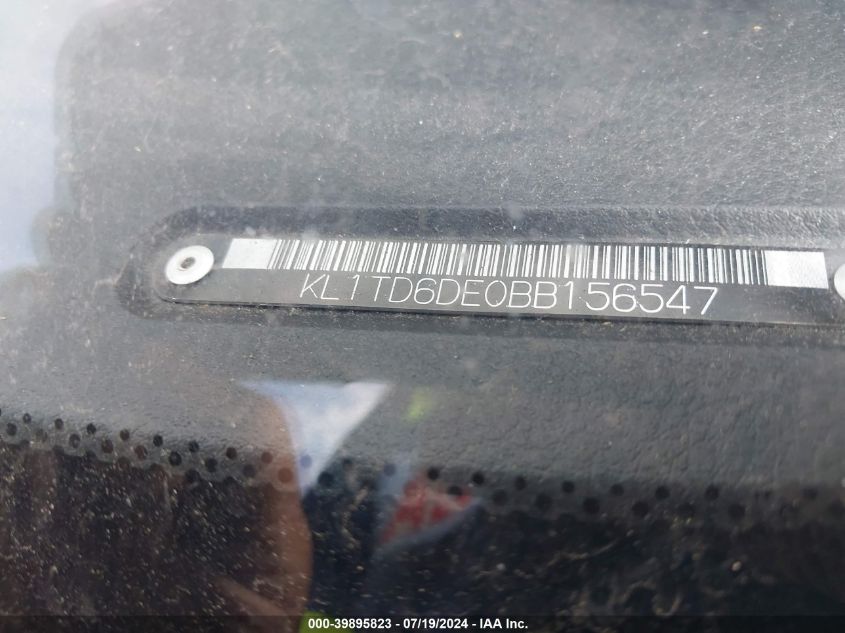 KL1TD6DE0BB156547
000-39895823 - 07/19/2024 - IAA Inc.